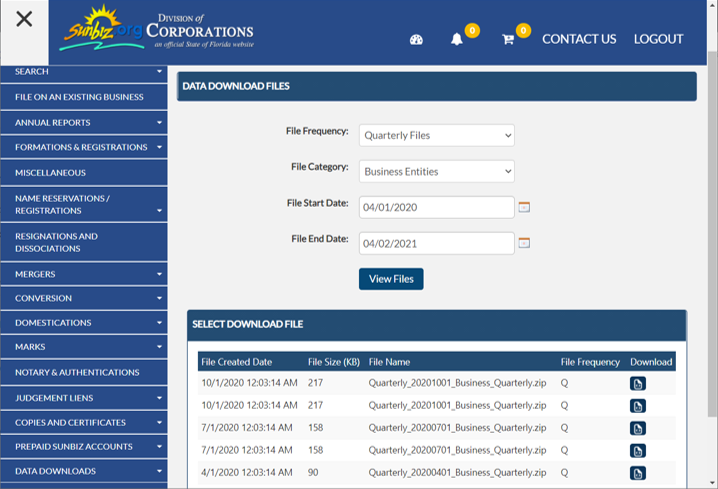 Sunbiz.org
DIVISION of
CORPORATIONS
an official State of Florida website
0
0
CONTACT US
LOGOUT
SEARCH
FILE ON AN EXISTING BUSINESS
ANNUAL REPORTS
FORMATIONS & REGISTRATIONS
MISCELLANEOUS
NAME RESERVATIONS /
REGISTRATIONS
RESIGNATIONS AND
DISSOCIATIONS
MERGERS
CONVERSION
DOMESTICATIONS
MARKS
NOTARY & AUTHENTICATIONS
JUDGEMENT LIENS
COPIES AND CERTIFICATES
PREPAID SUNBIZ ACCOUNTS
DATA DOWNLOADS
DATA DOWNLOAD FILES
File Frequency: Quarterly Files
File Category: Business Entities
File Start Date: 04/01/2020
File End Date: 04/02/2021
View Files
SELECT DOWNLOAD FILE
File Created Date File Size (KB) File Name File Frequency Download
10/1/2020 12:03:14 AM 217 Quarterly_20201001_Business_Quarterly.zip Q
10/1/2020 12:03:14 AM 217 Quarterly_20201001_Business_Quarterly.zip Q
7/1/2020 12:03:14 AM 158 Quarterly_20200701_Business_Quarterly.zip Q
7/1/2020 12:03:14 AM 158 Quarterly_20200701_Business_Quarterly.zip Q
4/1/2020 12:03:14 AM 90 Quarterly_20200401_Business_Quarterly.zip Q